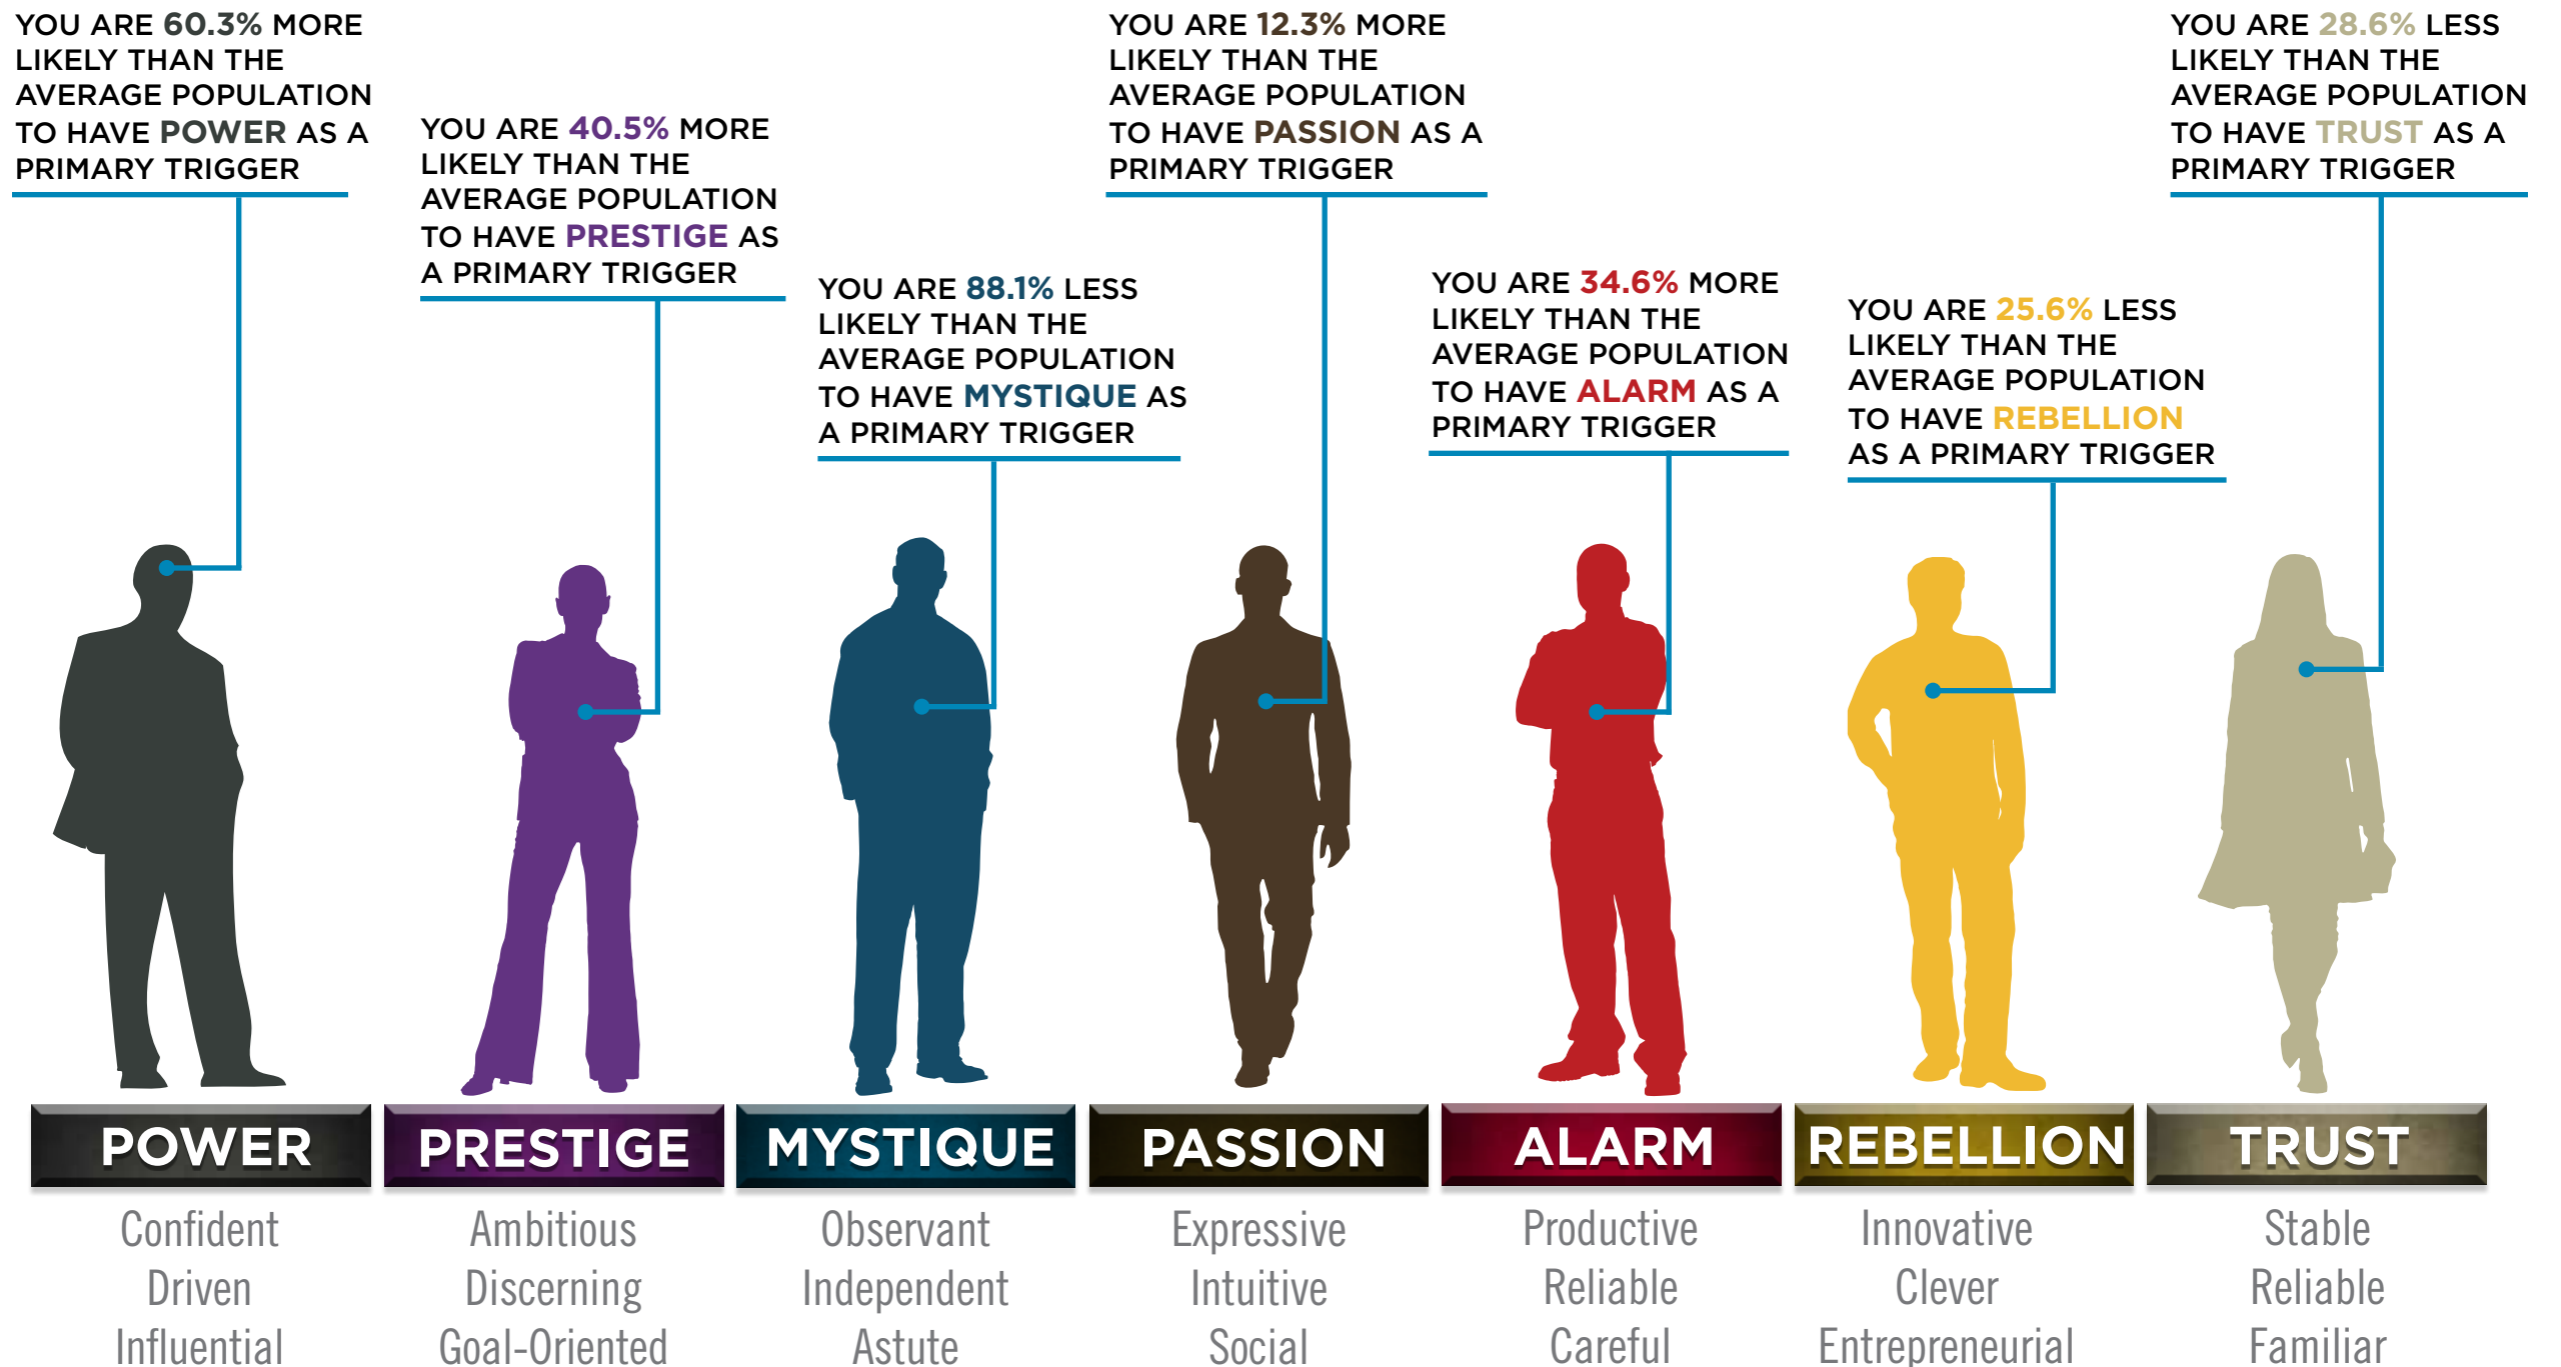 YOU ARE 60.3% MORE
LIKELY THAN THE
AVERAGE POPULATION
TO HAVE POWER AS A
PRIMARY TRIGGER
YOU ARE 40.5% MORE
LIKELY THAN THE
AVERAGE POPULATION
TO HAVE PRESTIGE AS
A PRIMARY TRIGGER
YOU ARE 88.1% LESS
LIKELY THAN THE
AVERAGE POPULATION
TO HAVE MYSTIQUE AS
A PRIMARY TRIGGER
YOU ARE 12.3% MORE
LIKELY THAN THE
AVERAGE POPULATION
TO HAVE PASSION AS A
PRIMARY TRIGGER
YOU ARE 34.6% MORE
LIKELY THAN THE
AVERAGE POPULATION
TO HAVE ALARM AS A
PRIMARY TRIGGER
YOU ARE 25.6% LESS
LIKELY THAN THE
AVERAGE POPULATION
TO HAVE REBELLION
AS A PRIMARY TRIGGER
YOU ARE 28.6% LESS
LIKELY THAN THE
AVERAGE POPULATION
TO HAVE TRUST AS A
PRIMARY TRIGGER
POWER
Confident
Driven
Influential
PRESTIGE
Ambitious
Discerning
Goal-Oriented
MYSTIQUE
Observant
Independent
Astute
PASSION
Expressive
Intuitive
Social
ALARM
Productive
Reliable
Careful
REBELLION
Innovative
Clever
Entrepreneurial
TRUST
Stable
Reliable
Familiar